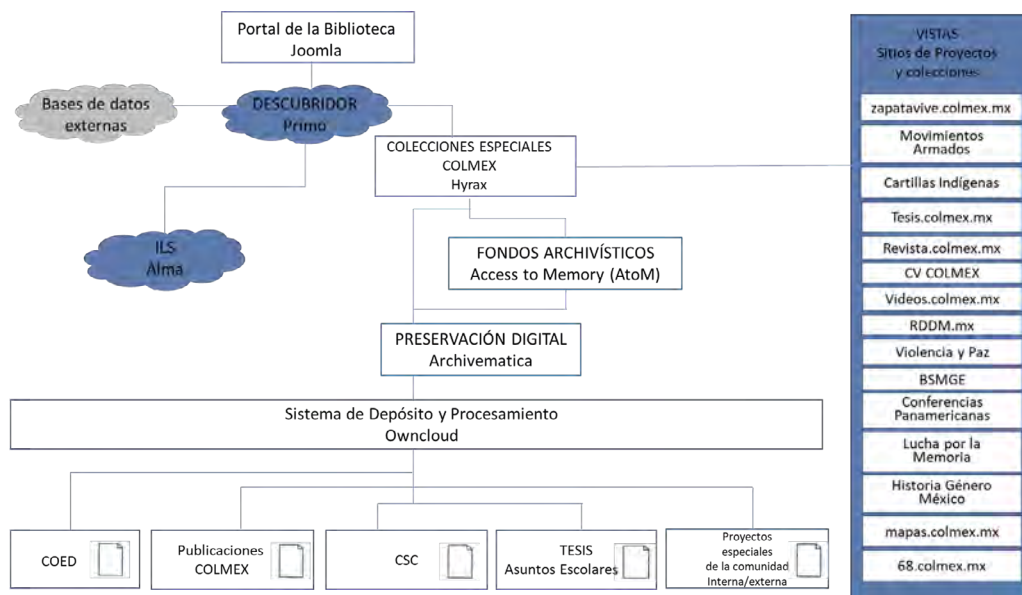 Portal de la Biblioteca
Joomla
Bases de datos
externas
DESCUBRIDOR
Primo
COLECCIONES ESPECIALES
COLMEX
Hyrax
ILS
Alma
FONDOS ARCHIVÍSTICOS
Access to Memory (AtoM)
PRESERVACIÓN DIGITAL
Archivematica
Sistema de Depósito y Procesamiento
Owncloud
COED
Publicaciones
COLMEX
CSC
TESIS
Asuntos Escolares
Proyectos
especiales
de la comunidad
Interna/externa
VISTAS
Sitios de Proyectos
y colecciones
zapatavive.colmex.mx
Movimientos
Armados
Cartillas Indígenas
Tesis.colmex.mx
Revista.colmex.mx
CV COLMEX
Videos.colmex.mx
RDDM.mx
Violencia y Paz
BSMGE
Conferencias
Panamericanas
Lucha por la
Memoria
Historia Género
México
mapas.colmex.mx
68.colmex.mx